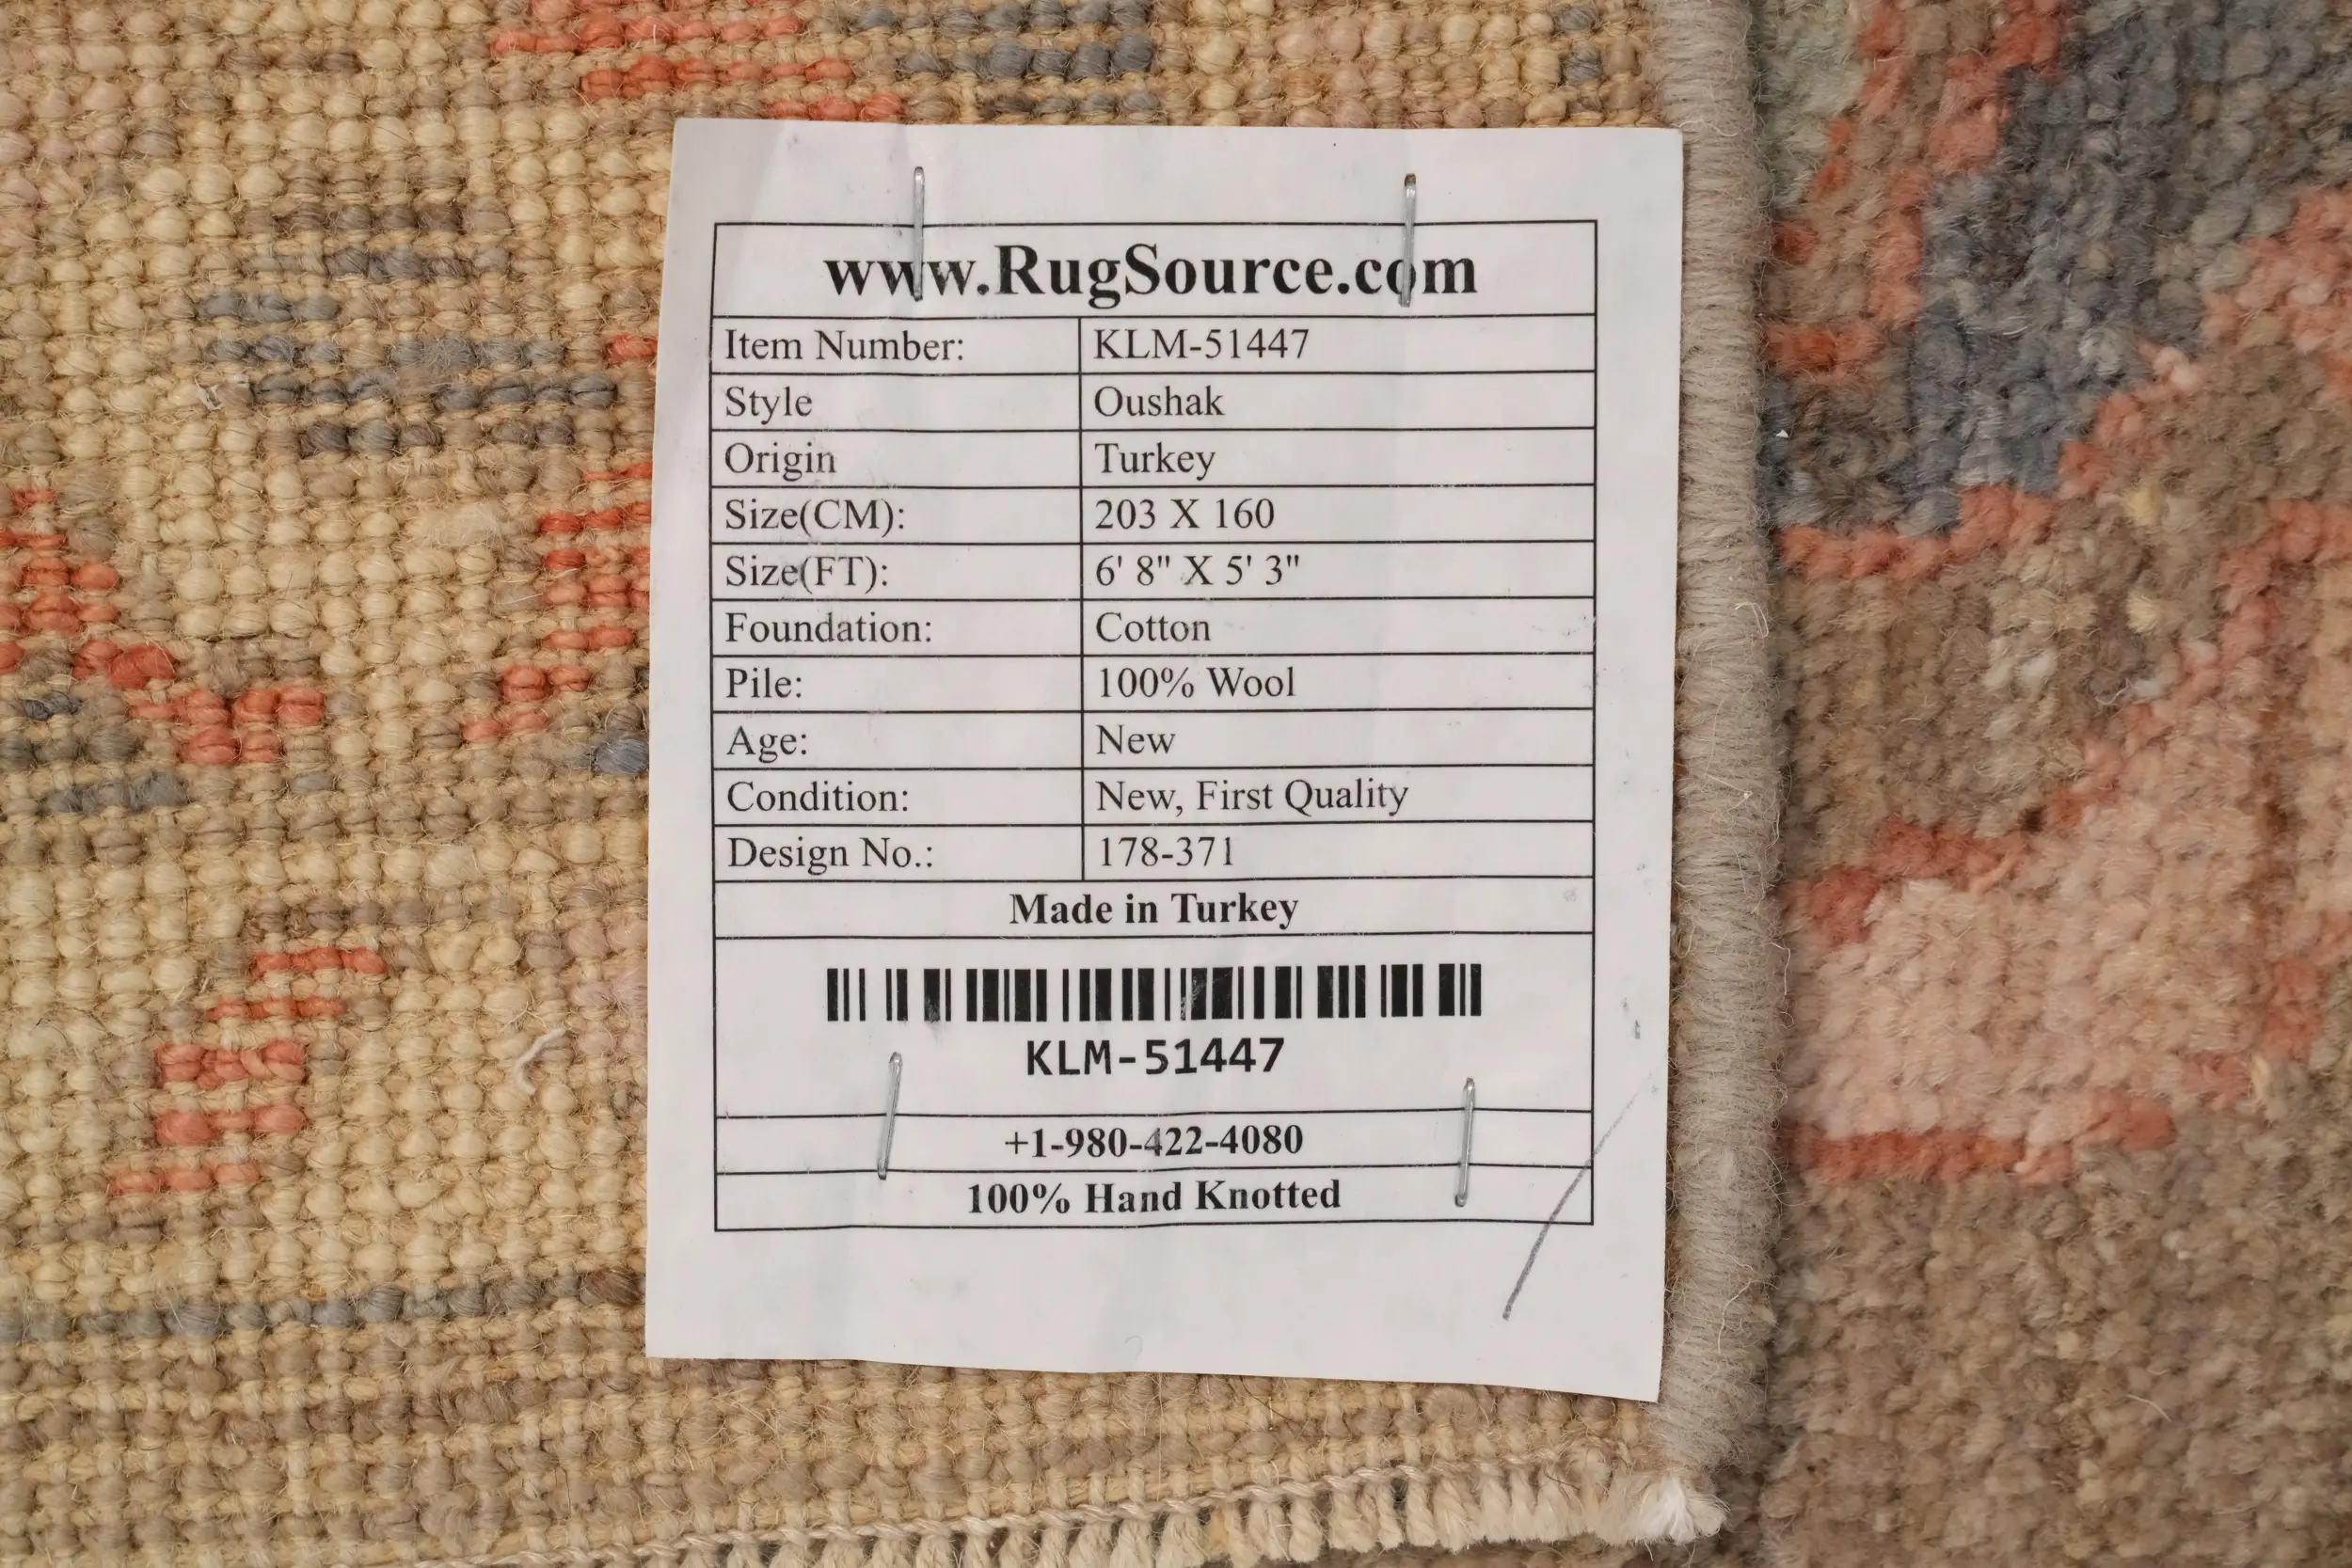 www.RugSource.com
Item Number: KLM-51447
Style Oushak
Origin Turkey
Size(CM): 203 X 160
Size(FT): 6' 8" X 5' 3"
Foundation: Cotton
Pile: 100% Wool
Age: New
Condition: New, First Quality
Design No.: 178-371
Made in Turkey
KLM-51447
+1-980-422-4080
100% Hand Knotted